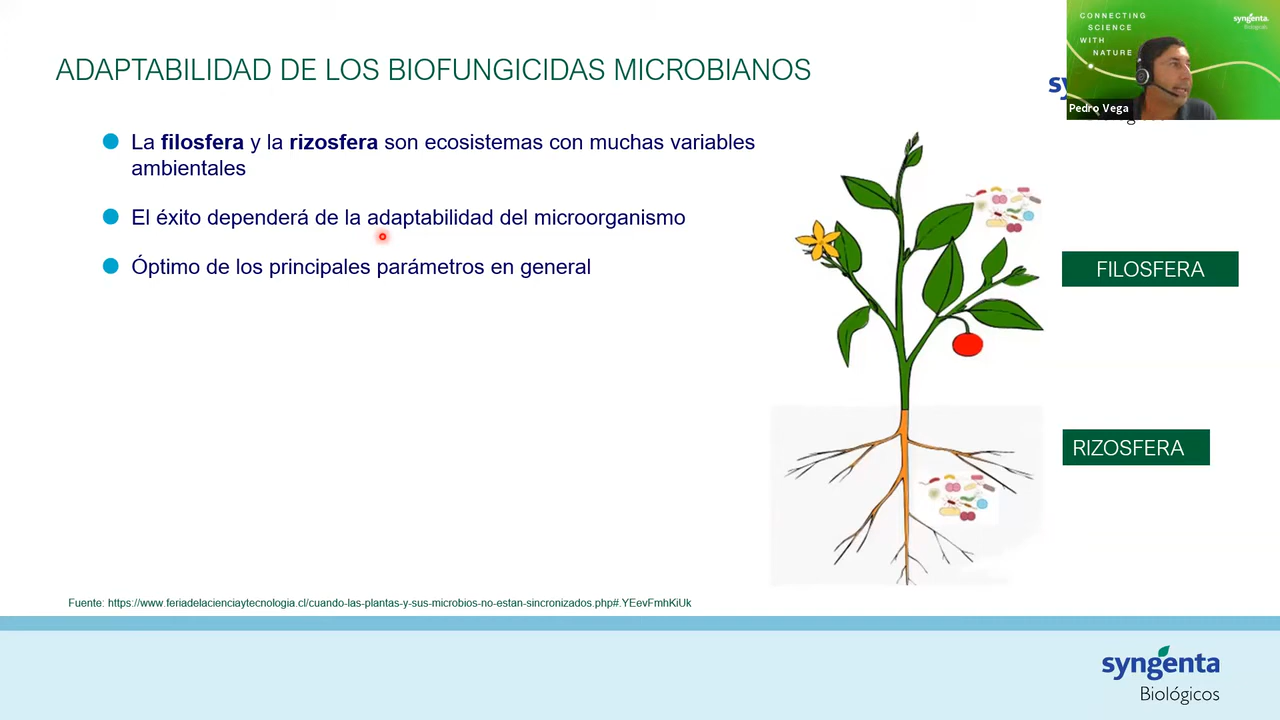 CONNECTING
SCIENCE
WITH
NATURE
syngenta
Biologicals
Pedro Vega
ADAPTABILIDAD DE LOS BIOFUNGICIDAS MICROBIANOS
La filosfera y la rizosfera son ecosistemas con muchas variables
ambientales
El éxito dependerá de la adaptabilidad del microorganismo
Óptimo de los principales parámetros en general
FILOSFERA
RIZOSFERA
Fuente: https://www.feriadelacienciaytecnologia.cl/cuando-las-plantas-y-sus-microbios-no-estan-sincronizados.php#.YEevFmhKiUk
syngenta
Biológicos